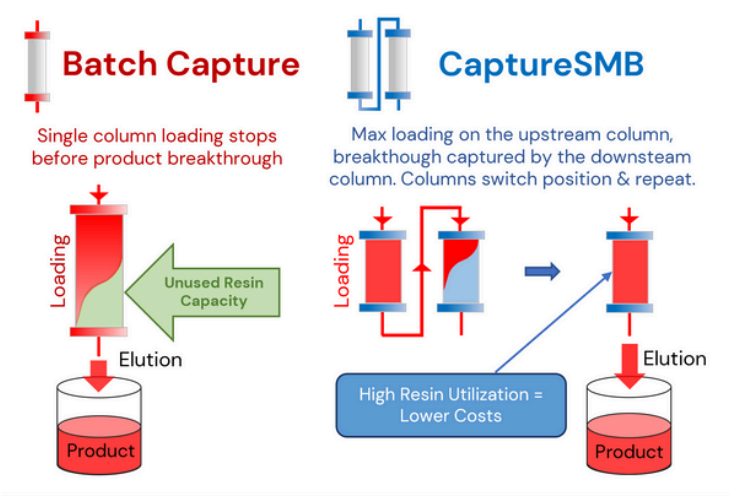 Batch Capture
Single column loading stops
before product breakthrough
Loading
Unused Resin
Capacity
Elution
Product
CaptureSMB
Max loading on the upstream column,
breakthough captured by the downsteam
column. Columns switch position & repeat.
Loading
High Resin Utilization =
Lower Costs
Elution
Product